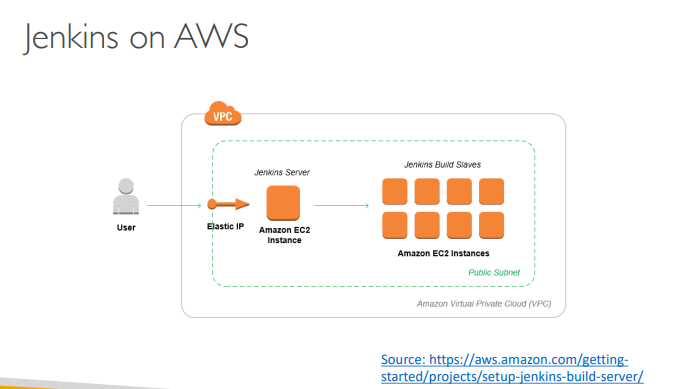 Jenkins on AWS
VPC
Jenkins Server
Jenkins Build Slaves
User
Elastic IP
Amazon EC2
Instance
Amazon EC2 Instances
Public Subnet
Amazon Virtual Private Cloud (VPC)
Source: https://aws.amazon.com/getting-
started/projects/setup-jenkins-build-server/